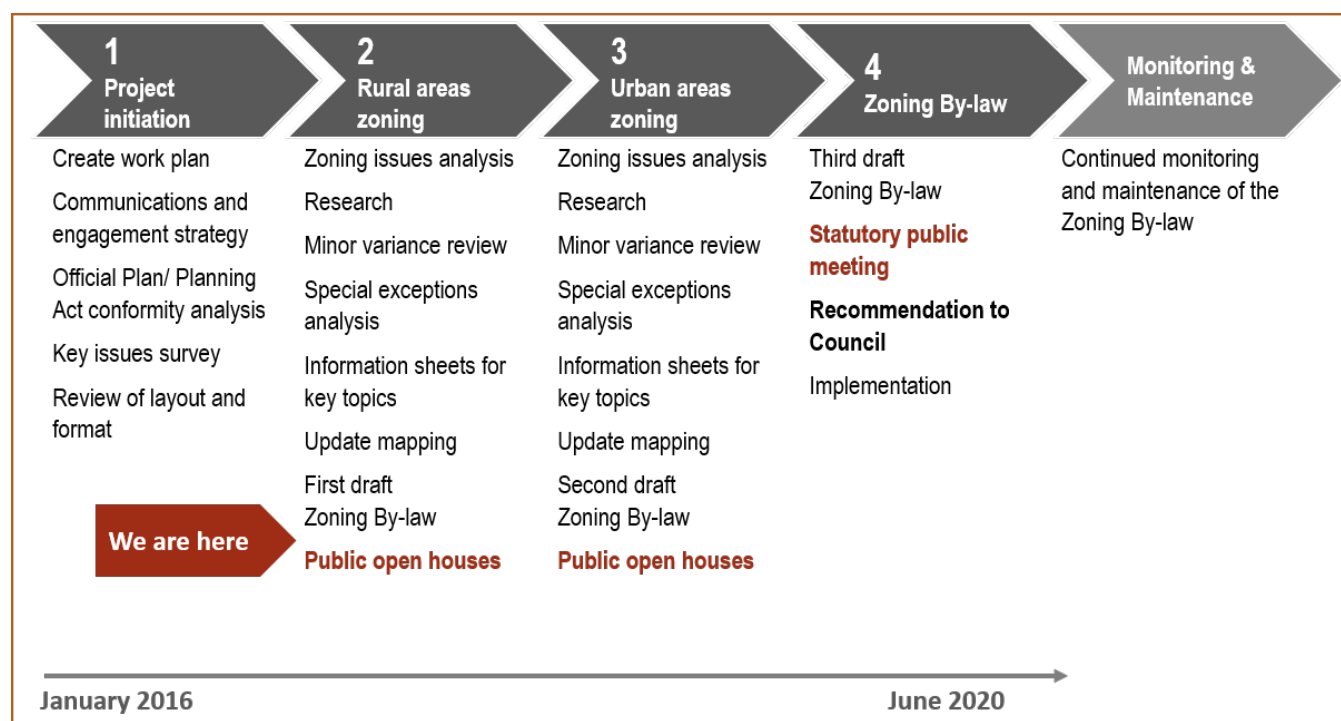 1
Project
initiation
2
Rural areas
zoning
3
Urban areas
zoning
4
Zoning By-law
Monitoring &
Maintenance
Create work plan
Communications and
engagement strategy
Official Plan/ Planning
Act conformity analysis
Key issues survey
Review of layout and
format
We are here
Zoning issues analysis
Research
Minor variance review
Special exceptions
analysis
Information sheets for
key topics
Update mapping
First draft
Zoning By-law
Public open houses
Zoning issues analysis
Research
Minor variance review
Special exceptions
analysis
Information sheets for
key topics
Update mapping
Second draft
Zoning By-law
Public open houses
Third draft
Zoning By-law
Statutory public
meeting
Recommendation to
Council
Implementation
Continued monitoring
and maintenance of the
Zoning By-law
January 2016
June 2020